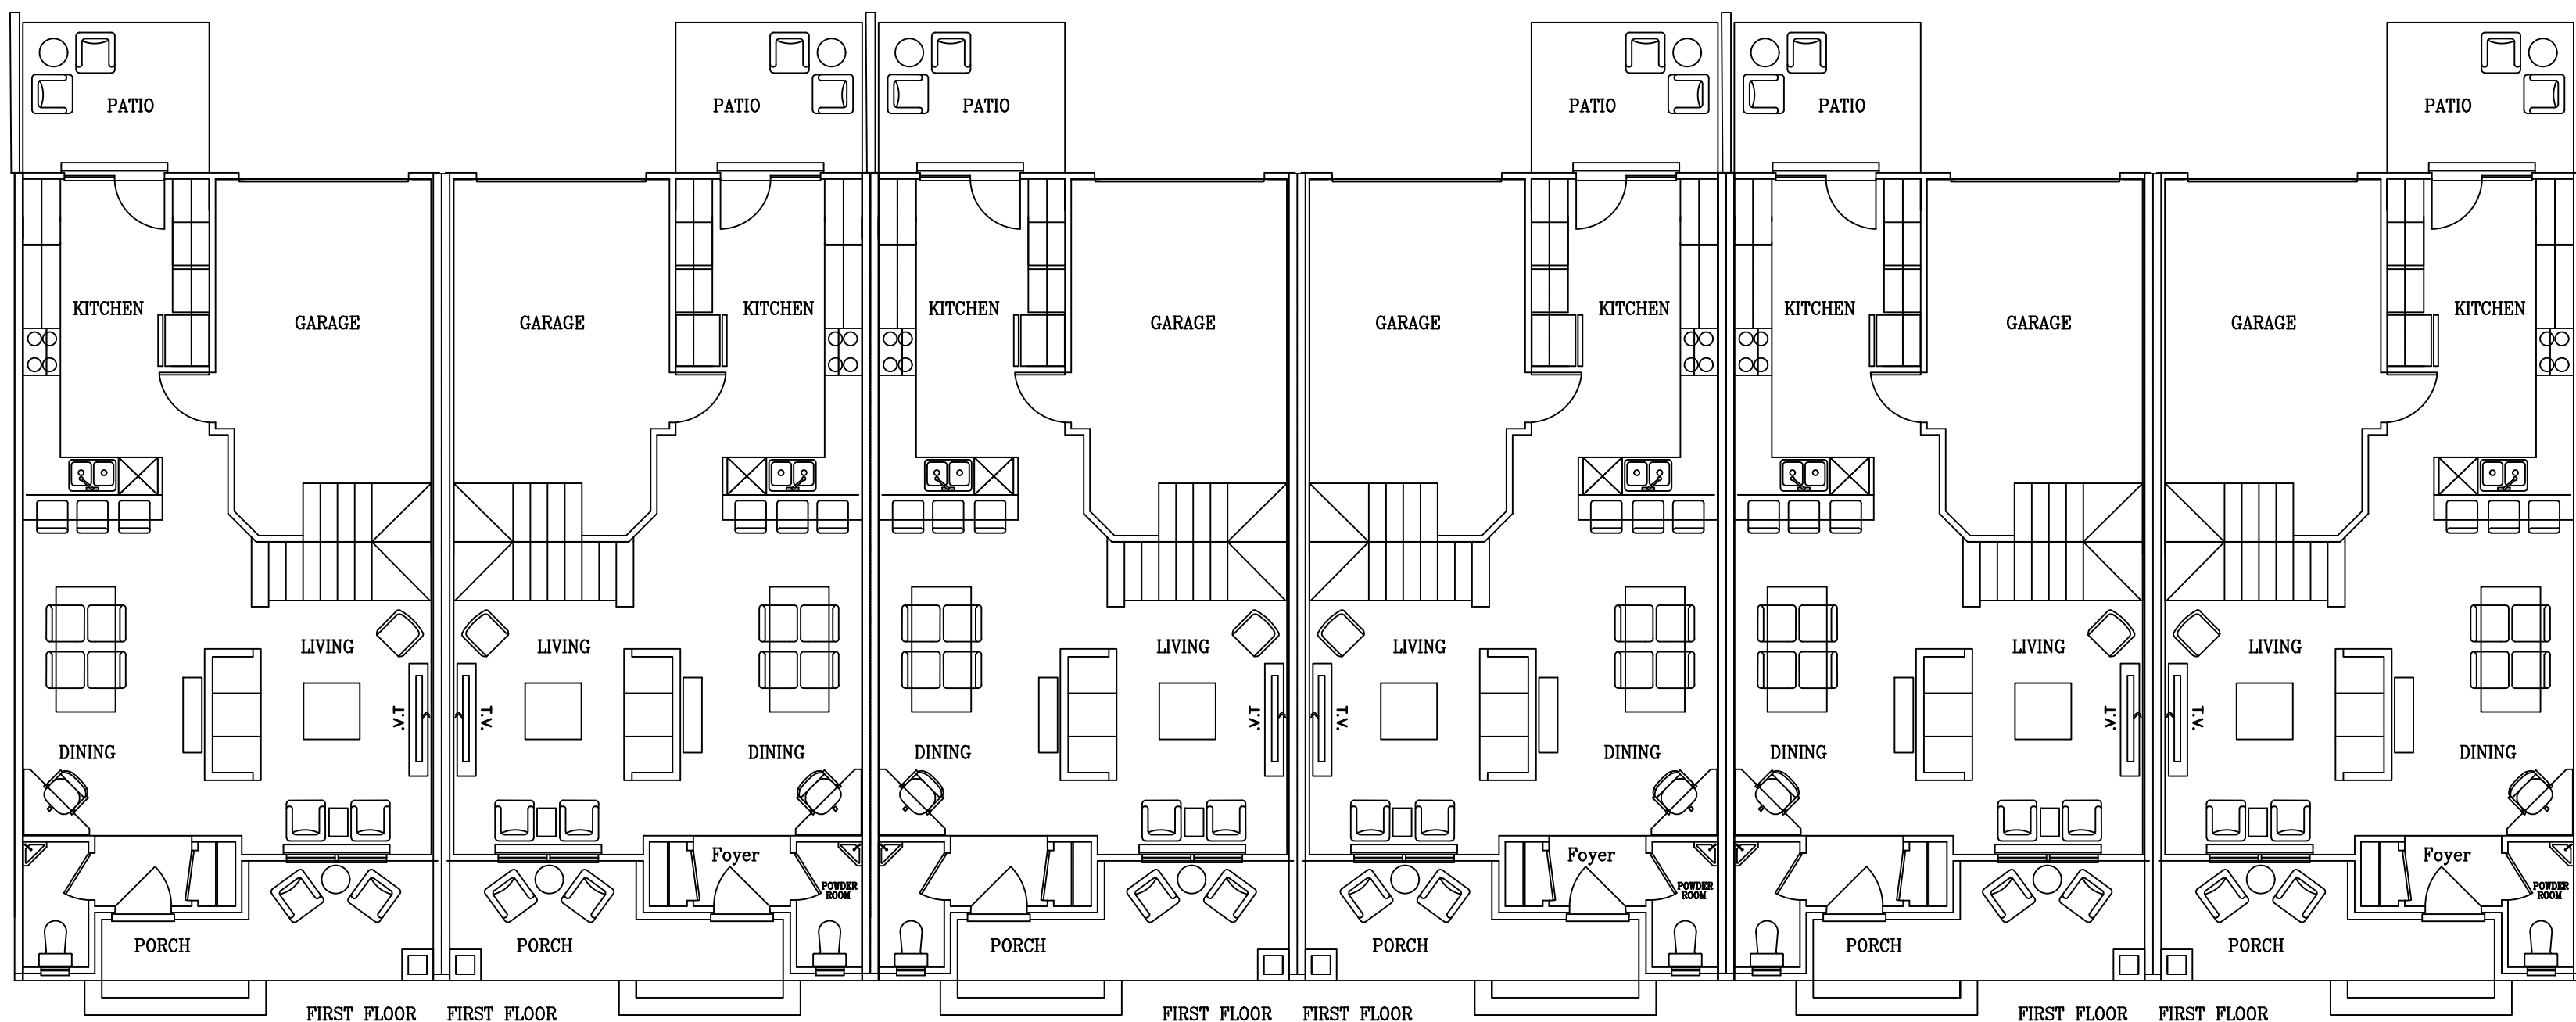 PATIO PATIO PATIO PATIO PATIO PATIO
KITCHEN GARAGE GARAGE KITCHEN KITCHEN GARAGE GARAGE KITCHEN KITCHEN GARAGE GARAGE KITCHEN
LIVING LIVING LIVING LIVING LIVING LIVING
T.V. T.V. T.V. T.V. T.V. T.V.
DINING DINING DINING DINING DINING DINING
Foyer Foyer Foyer
POWDER POWDER POWDER
ROOM ROOM ROOM
PORCH PORCH PORCH PORCH PORCH PORCH
FIRST FLOOR FIRST FLOOR FIRST FLOOR FIRST FLOOR FIRST FLOOR FIRST FLOOR